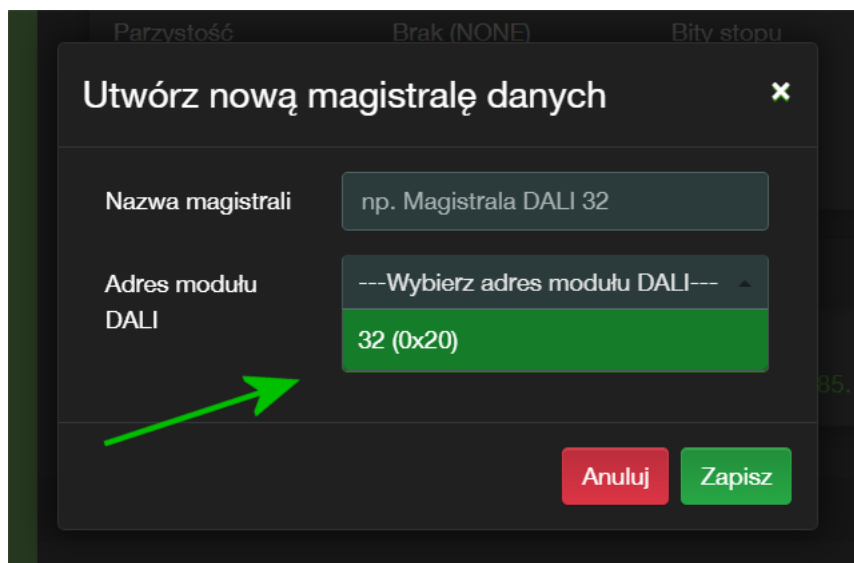 Parzystość Brak (NONE) Bity stopu
Utwórz nową magistralę danych ×
Nazwa magistrali np. Magistrala DALI 32
Adres modułu DALI ---Wybierz adres modułu DALI---
32 (0x20)
85.
Anuluj Zapisz